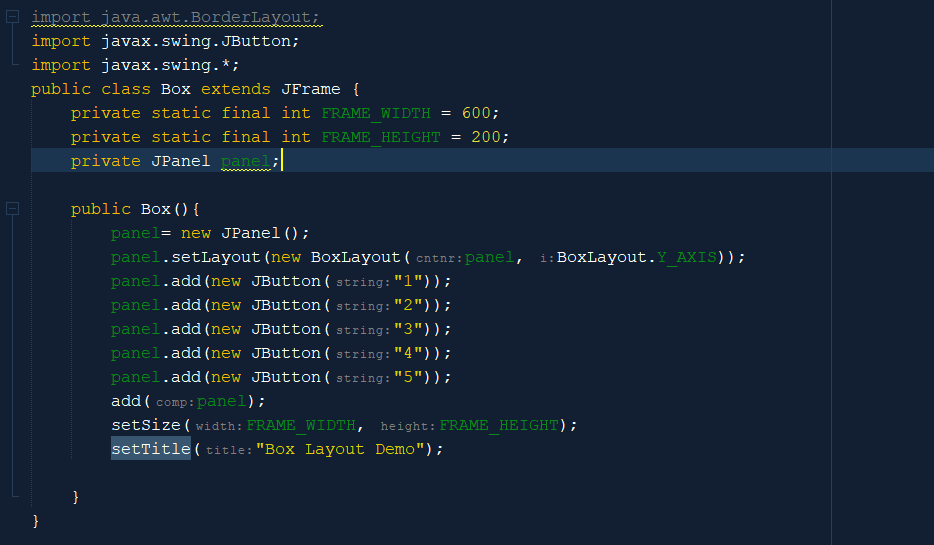 import java.awt.BorderLayout;
import javax.swing.JButton;
import javax.swing.*;
public class Box extends JFrame {
    private static final int FRAME_WIDTH = 600;
    private static final int FRAME_HEIGHT = 200;
    private JPanel panel;
    public Box(){
        panel= new JPanel();
        panel.setLayout(new BoxLayout( cntnr: panel,  i: BoxLayout.Y_AXIS));
        panel.add(new JButton( string: "1"));
        panel.add(new JButton( string: "2"));
        panel.add(new JButton( string: "3"));
        panel.add(new JButton( string: "4"));
        panel.add(new JButton( string: "5"));
        add( comp: panel);
        setSize( width: FRAME_WIDTH,  height: FRAME_HEIGHT);
        setTitle( title: "Box Layout Demo");
    }
}